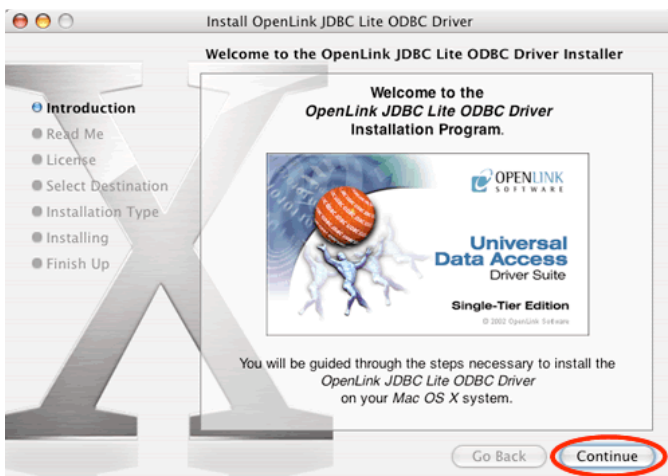 Install OpenLink JDBC Lite ODBC Driver
Welcome to the OpenLink JDBC Lite ODBC Driver Installer
Introduction
Read Me
License
Select Destination
Installation Type
Installing
Finish Up
Welcome to the
OpenLink JDBC Lite ODBC Driver
Installation Program.
OPENLINK
SOFTWARE
Universal
Data Access
Driver Suite
Single-Tier Edition
© 2002 OpenLink Software
You will be guided through the steps necessary to install the
OpenLink JDBC Lite ODBC Driver
on your Mac OS X system.
Go Back
Continue